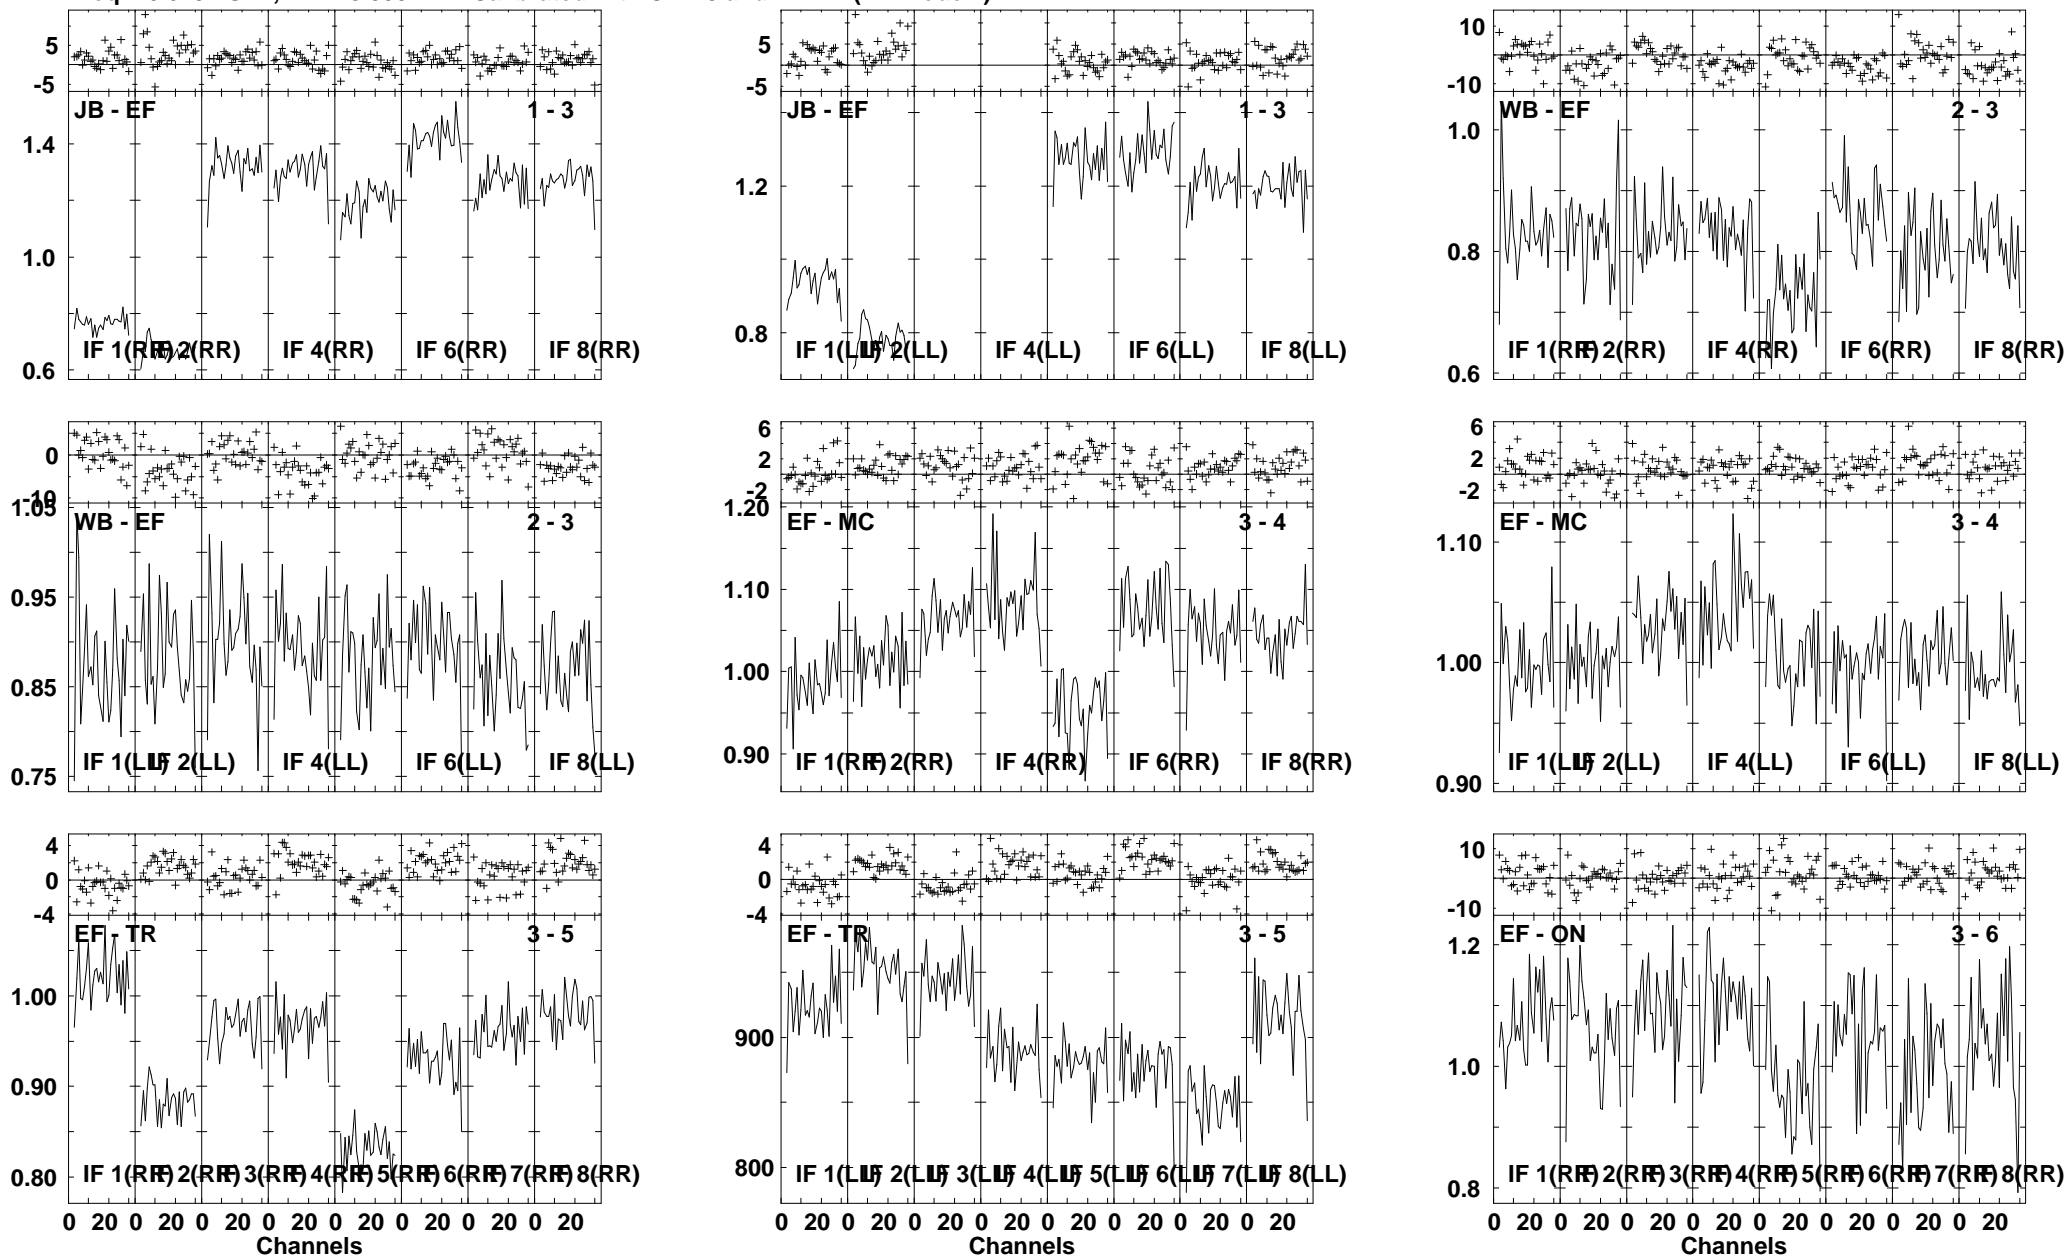 5 5 10
0 0 0
-5 -5 -10
JB - EF 1 - 3 JB - EF 1 - 3 WB - EF 2 - 3
1.4 1.2 1.0
1.0 0.8 0.8
0.6 0.6
IF 1(RR) IF 2(RR) IF 4(RR) IF 6(RR) IF 8(RR) IF 1(LL) IF 2(LL) IF 4(LL) IF 6(LL) IF 8(LL) IF 1(RR) IF 2(RR) IF 4(RR) IF 6(RR) IF 8(RR)
0 6 6
-10 2 2
-2 -2
WB - EF 2 - 3 EF - MC 3 - 4 EF - MC 3 - 4
1.05 1.20 1.10
0.95 1.10 1.00
0.85 1.00 0.90
0.75 0.90
IF 1(LL) IF 2(LL) IF 4(LL) IF 6(LL) IF 8(LL) IF 1(RR) IF 2(RR) IF 4(RR) IF 6(RR) IF 8(RR) IF 1(LL) IF 2(LL) IF 4(LL) IF 6(LL) IF 8(LL)
4 4 10
0 0 0
-4 -4 -10
EF - TR 3 - 5 EF - TR 3 - 5 EF - ON 3 - 6
1.00 900 1.2
0.90 800 1.0
0.80 0.8
IF 1(RR) IF 2(RR) IF 3(RR) IF 4(RR) IF 5(RR) IF 6(RR) IF 7(RR) IF 8(RR) IF 1(LL) IF 2(LL) IF 3(LL) IF 4(LL) IF 5(LL) IF 6(LL) IF 7(LL) IF 8(LL) IF 1(RR) IF 2(RR) IF 3(RR) IF 4(RR) IF 5(RR) IF 6(RR) IF 7(RR) IF 8(RR)
0 20 0 20 0 20 0 20 0 20 0 20 0 20 0 20 0 20 0 20 0 20 0 20 0 20 0 20 0 20 0 20 0 20 0 20 0 20 0 20 0 20 0 20 0 20 0 20
Channels Channels Channels